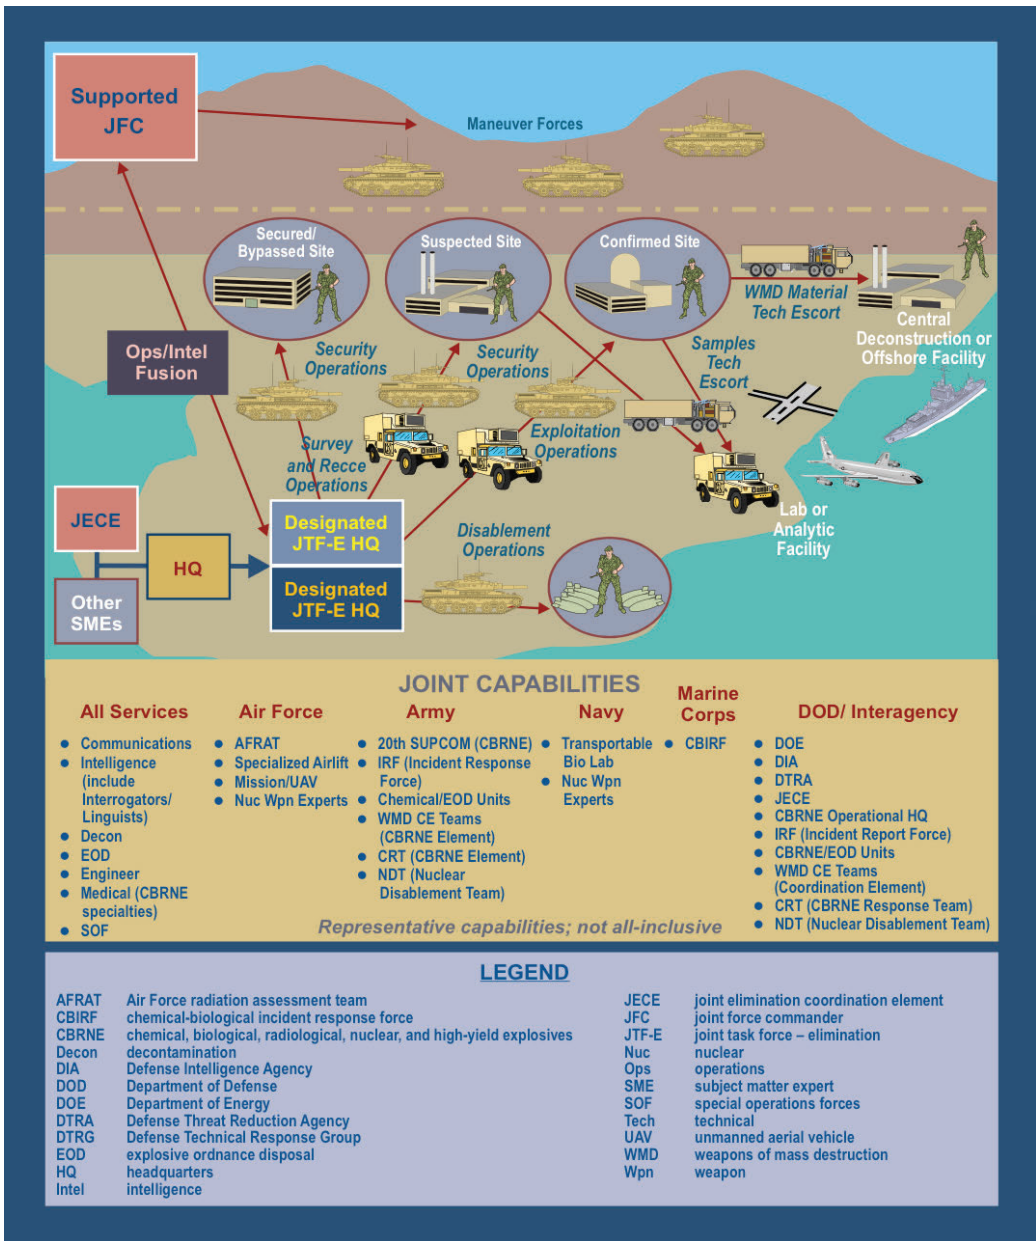 Supported
JFC
Maneuver Forces
Secured/
Bypassed Site
Suspected Site
Confirmed Site
WMD Material
Tech Escort
Central
Deconstruction or
Offshore Facility
Ops/Intel
Fusion
Security
Operations
Security
Operations
Samples
Tech
Escort
Survey
and Recce
Operations
Exploitation
Operations
Lab or
Analytic
Facility
JECE
HQ
Other
SMEs
Designated
JTF-E HQ
Designated
JTF-E HQ
Disablement
Operations
JOINT CAPABILITIES
All Services
● Communications
● Intelligence
(include
Interrogators/
Linguists)
● Decon
● EOD
● Engineer
● Medical (CBRNE
specialties)
● SOF
Air Force
● AFRAT
● Specialized Airlift
● Mission/UAV
● Nuc Wpn Experts
Army
● 20th SUPCOM (CBRNE)
● IRF (Incident Response
Force)
● Chemical/EOD Units
● WMD CE Teams
(CBRNE Element)
● CRT (CBRNE Element)
● NDT (Nuclear
Disablement Team)
Navy
● Transportable
Bio Lab
● Nuc Wpn
Experts
Marine
Corps
● CBIRF
DOD/ Interagency
● DOE
● DIA
● DTRA
● JECE
● CBRNE Operational HQ
● IRF (Incident Report Force)
● CBRNE/EOD Units
● WMD CE Teams
(Coordination Element)
● CRT (CBRNE Response Team)
● NDT (Nuclear Disablement Team)
Representative capabilities; not all-inclusive
LEGEND
AFRAT Air Force radiation assessment team
CBIRF chemical-biological incident response force
CBRNE chemical, biological, radiological, nuclear, and high-yield explosives
Decon decontamination
DIA Defense Intelligence Agency
DOD Department of Defense
DOE Department of Energy
DTRA Defense Threat Reduction Agency
DTRG Defense Technical Response Group
EOD explosive ordnance disposal
HQ headquarters
Intel intelligence
JECE joint elimination coordination element
JFC joint force commander
JTF-E joint task force – elimination
Nuc nuclear
Ops operations
SME subject matter expert
SOF special operations forces
Tech technical
UAV unmanned aerial vehicle
WMD weapons of mass destruction
Wpn weapon